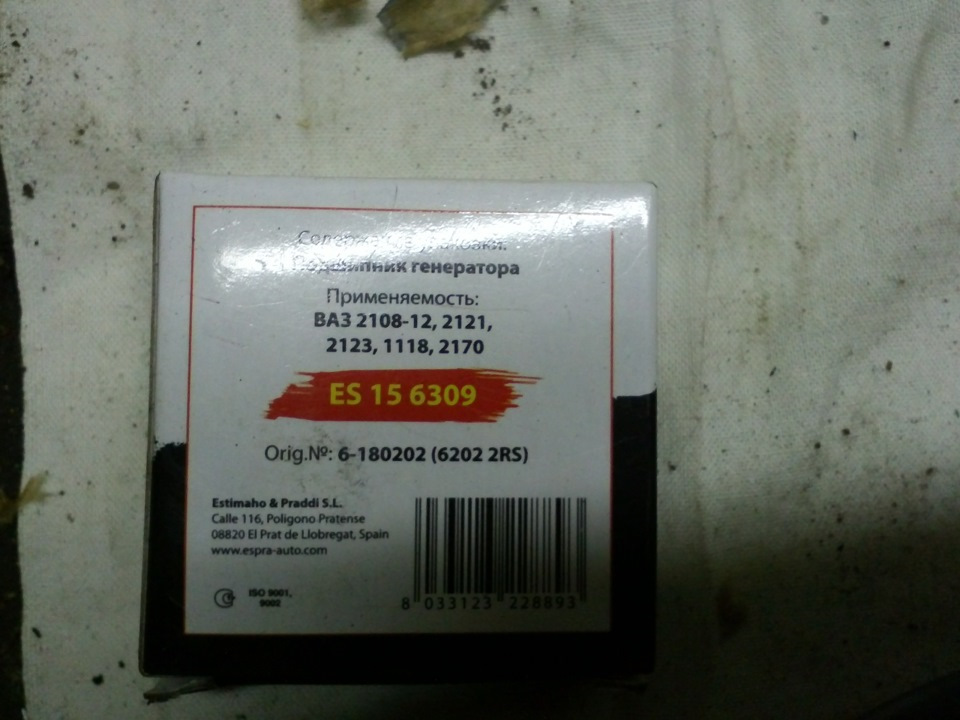 Содержимое упаковки:
Подшипник генератора
Применяемость:
ВАЗ 2108-12, 2121,
2123, 1118, 2170
ES 15 6309
Orig.№: 6-180202 (6202 2RS)
Estimaho & Praddi S.L.
Calle 116, Poligono Pratense
08820 El Prat de Llobregat, Spain
www.espra-auto.com
ISO 9001,
9002
8 033123 228893